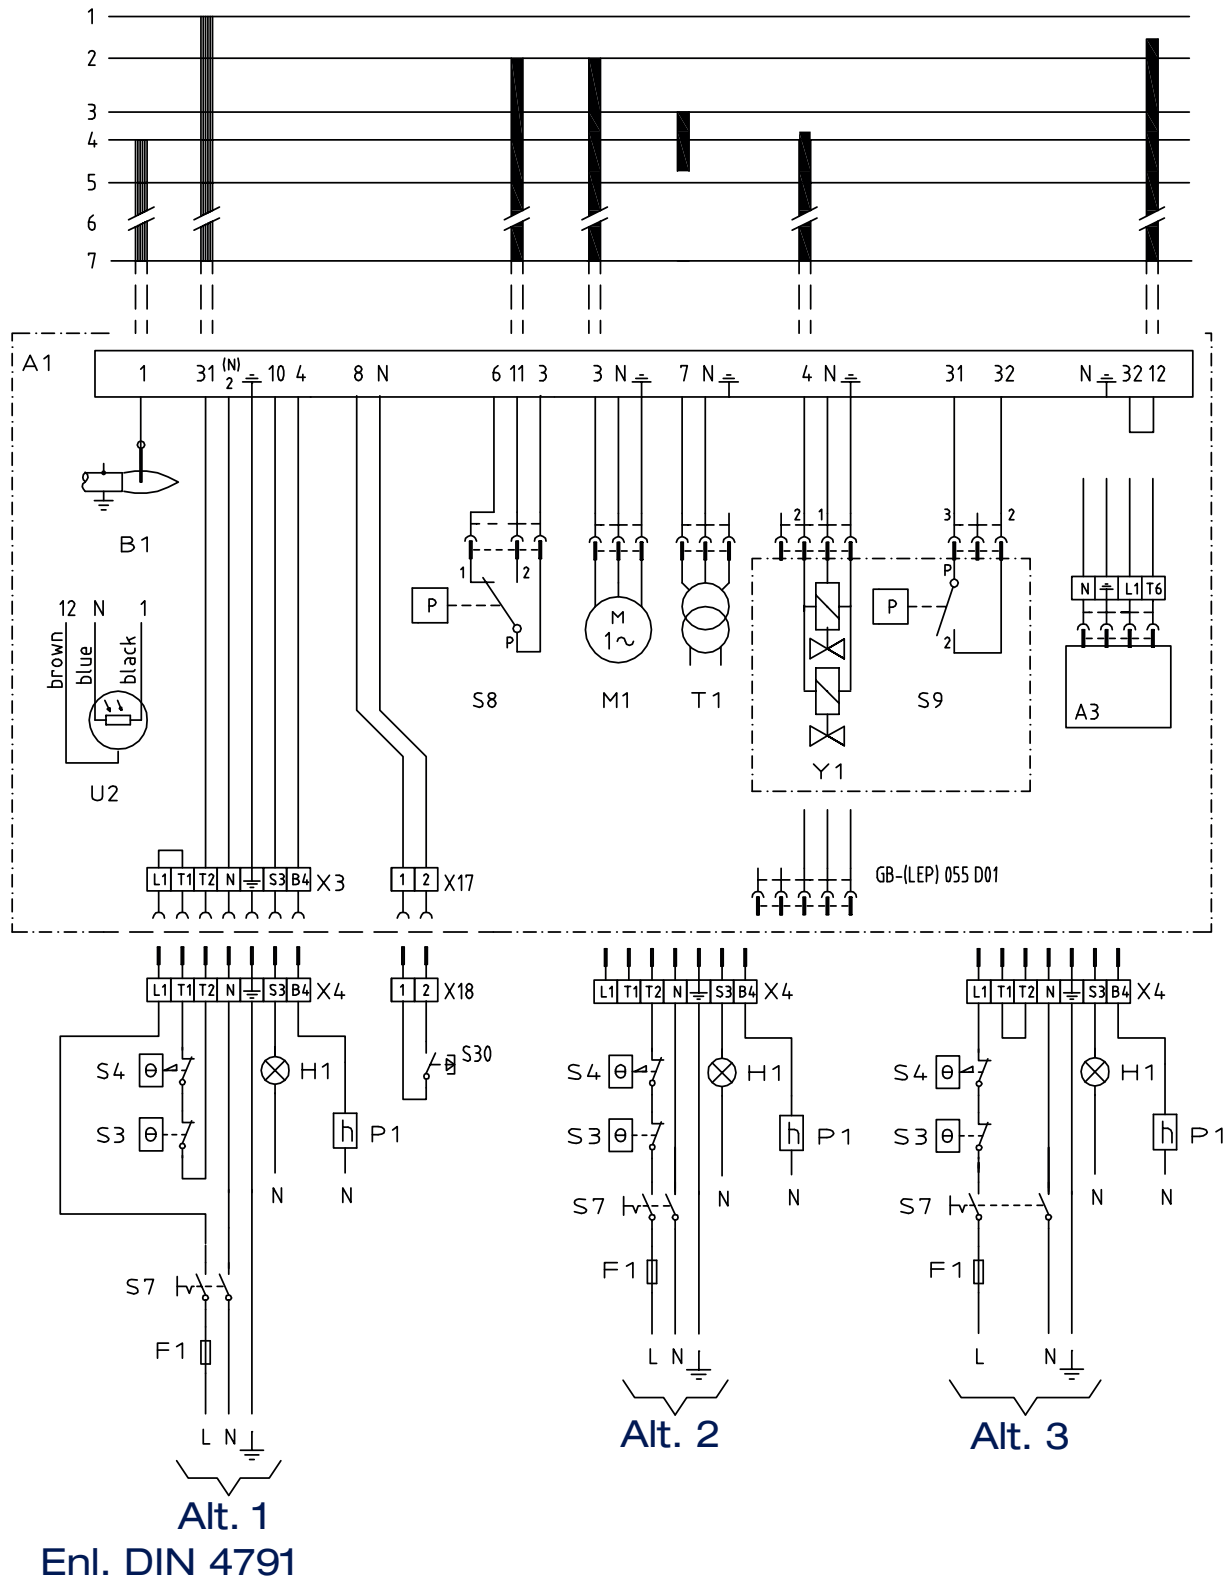 1
2
3
4
5
6
7
A1
1 31 (N) 2 10 4 8 N 6 11 3 3 N 7 N 4 N 31 32 N 32 12
B1
12 N 1
brown
blue
black
U2
1 2
P
P
S8
M
1~
M1
T1
2 1
Y1
3 2
P
P
2
S9
N L1 T6
A3
GB-(LEP) 055 D01
L1 T1 T2 N S3 B4 X3
1 2 X17
L1 T1 T2 N S3 B4 X4
1 2 X18
L1 T1 T2 N S3 B4 X4
L1 T1 T2 N S3 B4 X4
S4 θ H1
S30
S4 θ H1
S4 θ H1
S3 θ h P1
S3 θ h P1
S3 θ h P1
N N
S7 N N
S7 N N
S7
F1
F1
F1
L N
L N
L N
Alt. 2
Alt. 3
Alt. 1
Enl. DIN 4791